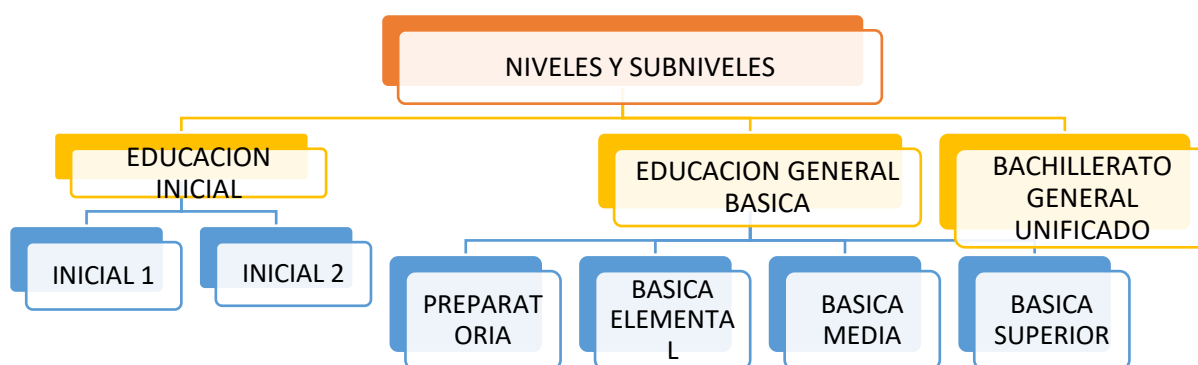 NIVELES Y SUBNIVELES
EDUCACION
INICIAL
EDUCACION GENERAL
BASICA
BACHILLERATO
GENERAL
UNIFICADO
INICIAL 1
INICIAL 2
PREPARAT
ORIA
BASICA
ELEMENTA
L
BASICA
MEDIA
BASICA
SUPERIOR